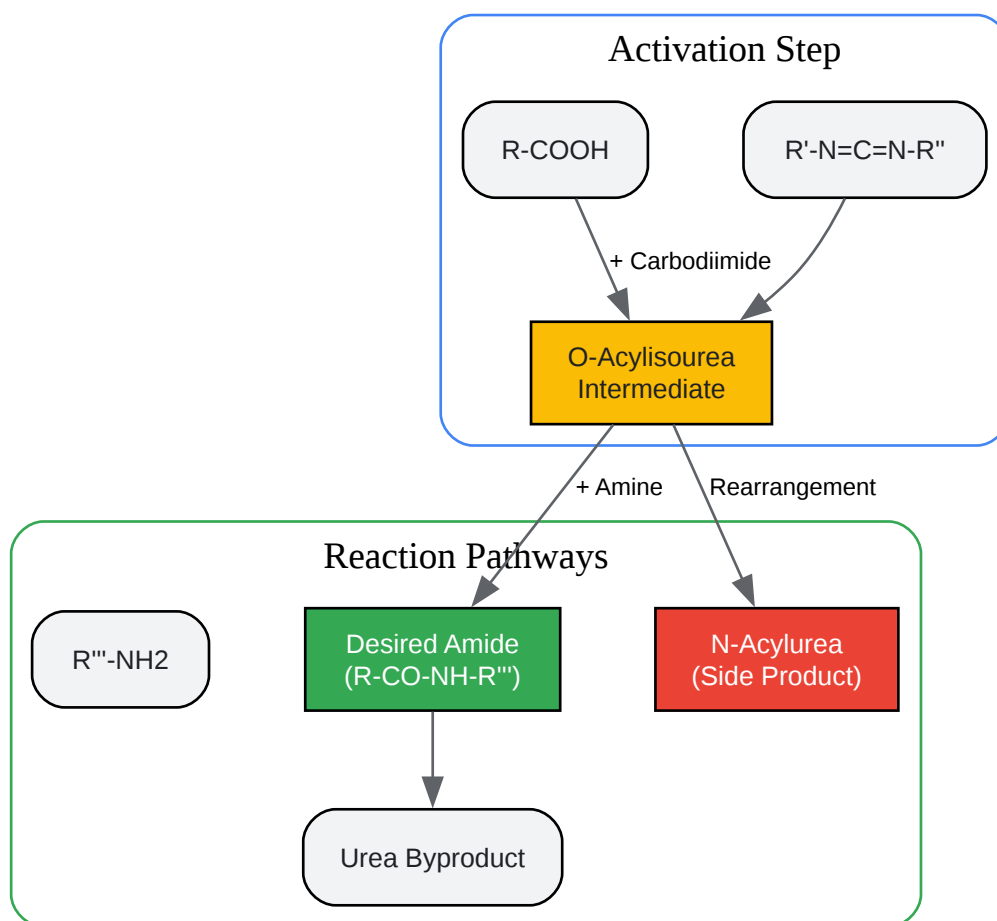 Activation Step
R-COOH
R'-N=C=N-R"
+ Carbodiimide
O-Acylisourea
Intermediate
+ Amine
Rearrangement
Reaction Pathways
R'"-NH2
Desired Amide
(R-CO-NH-R'")
N-Acylurea
(Side Product)
Urea Byproduct